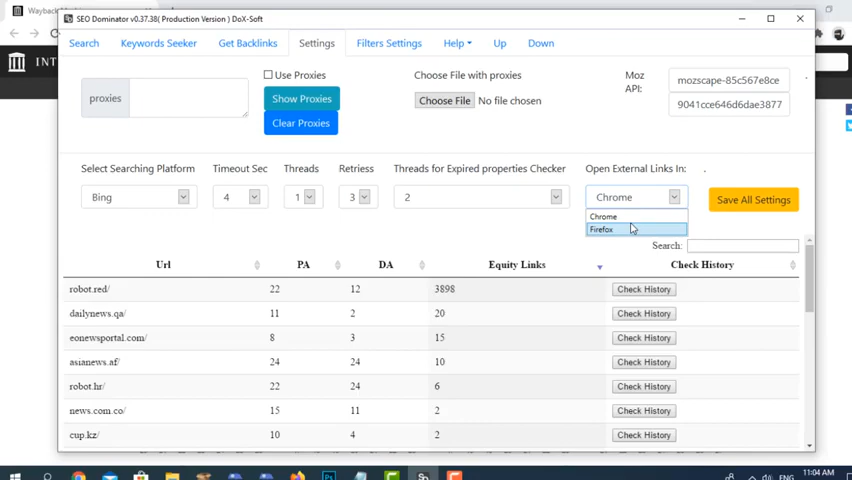 Wayback M
SEO Dominator v0.37.38( Production Version ) DoX-Soft
INT
Search
Keywords Seeker
Get Backlinks
Settings
Filters Settings
Help
Up
Down
proxies
Use Proxies
Show Proxies
Clear Proxies
Choose File with proxies
Choose File No file chosen
Moz
API:
mozscape-85c567e8ce
9041cce646d6dae3877
Select Searching Platform
Timeout Sec
Threads
Retriess
Threads for Expired properties Checker
Open External Links In:
.
Bing
4
1
3
2
Chrome
Save All Settings
Chrome
Firefox
Search:
Url PA DA Equity Links Check History
robot.red/ 22 12 3898 Check History
dailynews.qa/ 11 2 20 Check History
eonewsportal.com/ 8 3 15 Check History
asianews.af/ 24 24 10 Check History
robot.hr/ 22 24 6 Check History
news.com.co/ 15 11 2 Check History
cup.kz/ 10 4 2 Check History
Ps
Sp
ENG
11:04 AM